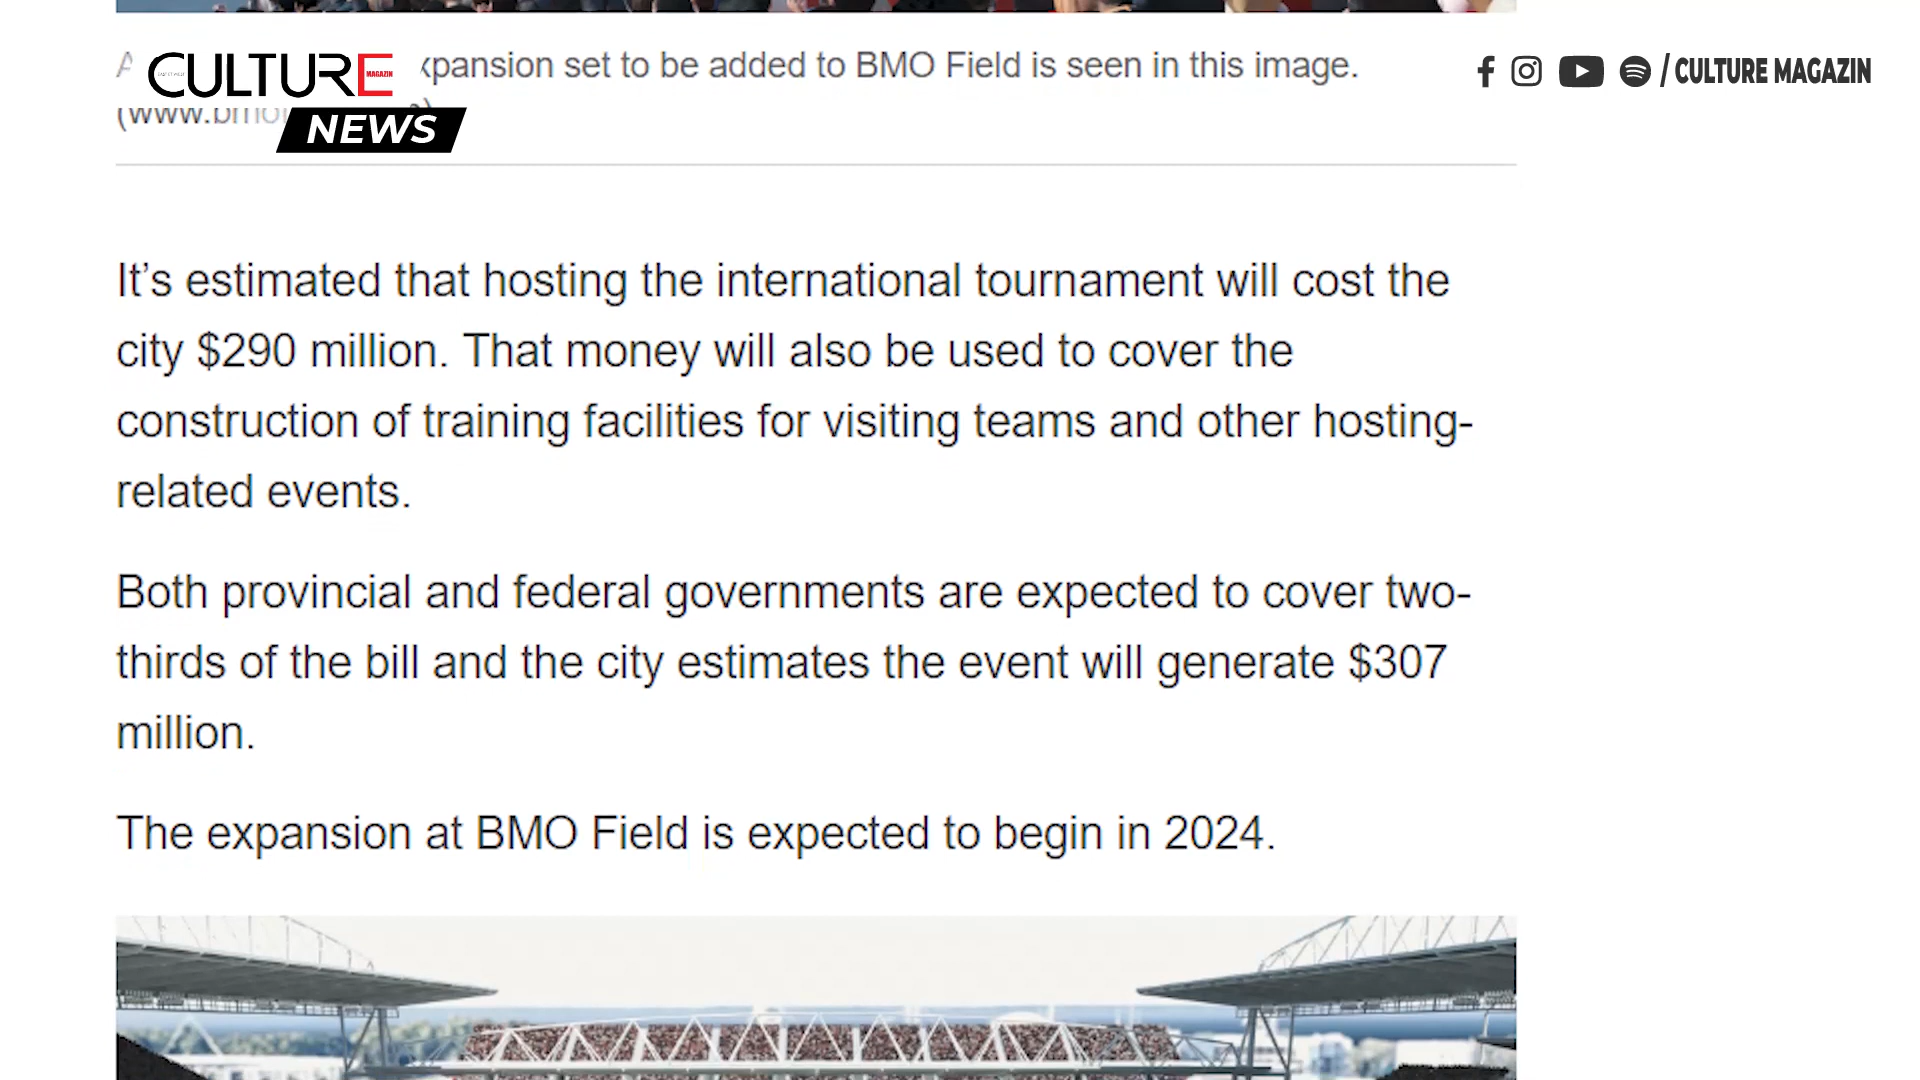 CULTURE
MAGAZIN
NEWS
expansion set to be added to BMO Field is seen in this image.
/ CULTURE MAGAZIN
It’s estimated that hosting the international tournament will cost the
city $290 million. That money will also be used to cover the
construction of training facilities for visiting teams and other hosting-
related events.
Both provincial and federal governments are expected to cover two-
thirds of the bill and the city estimates the event will generate $307
million.
The expansion at BMO Field is expected to begin in 2024.